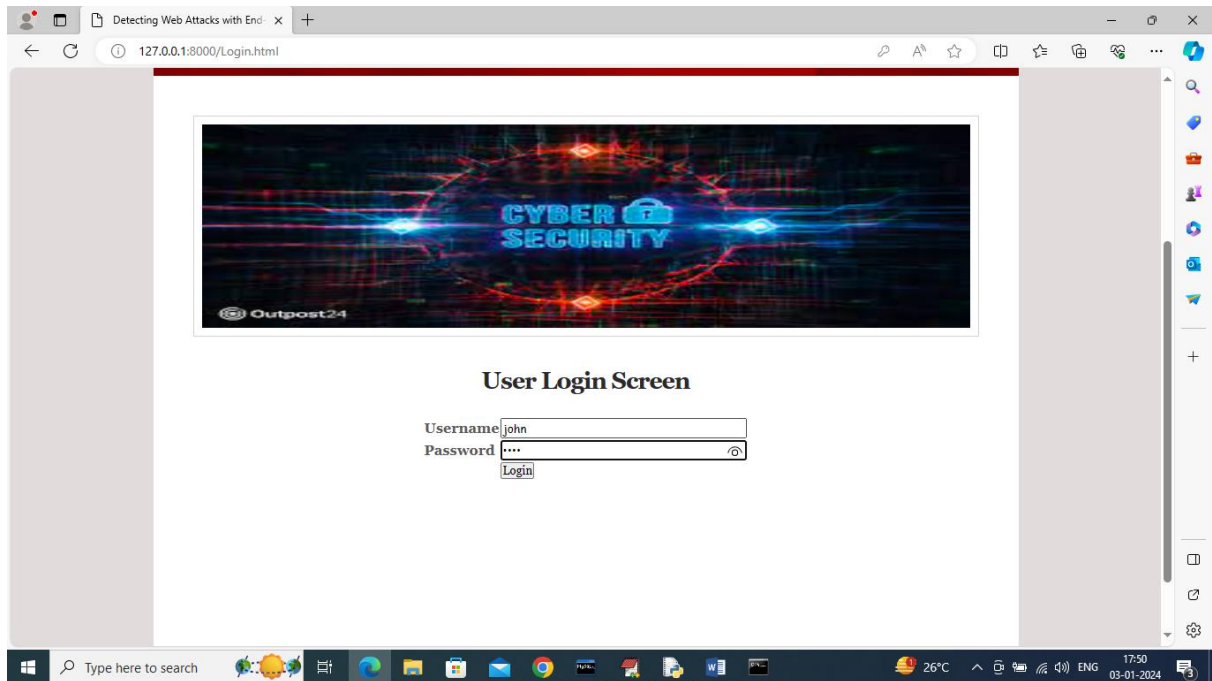 Detecting Web Attacks with End-
127.0.0.1:8000/Login.html
CYBER
SECURITY
Outpost24
User Login Screen
Username john
Password ····
Login
Type here to search
26°C
ENG
17:50
03-01-2024
3